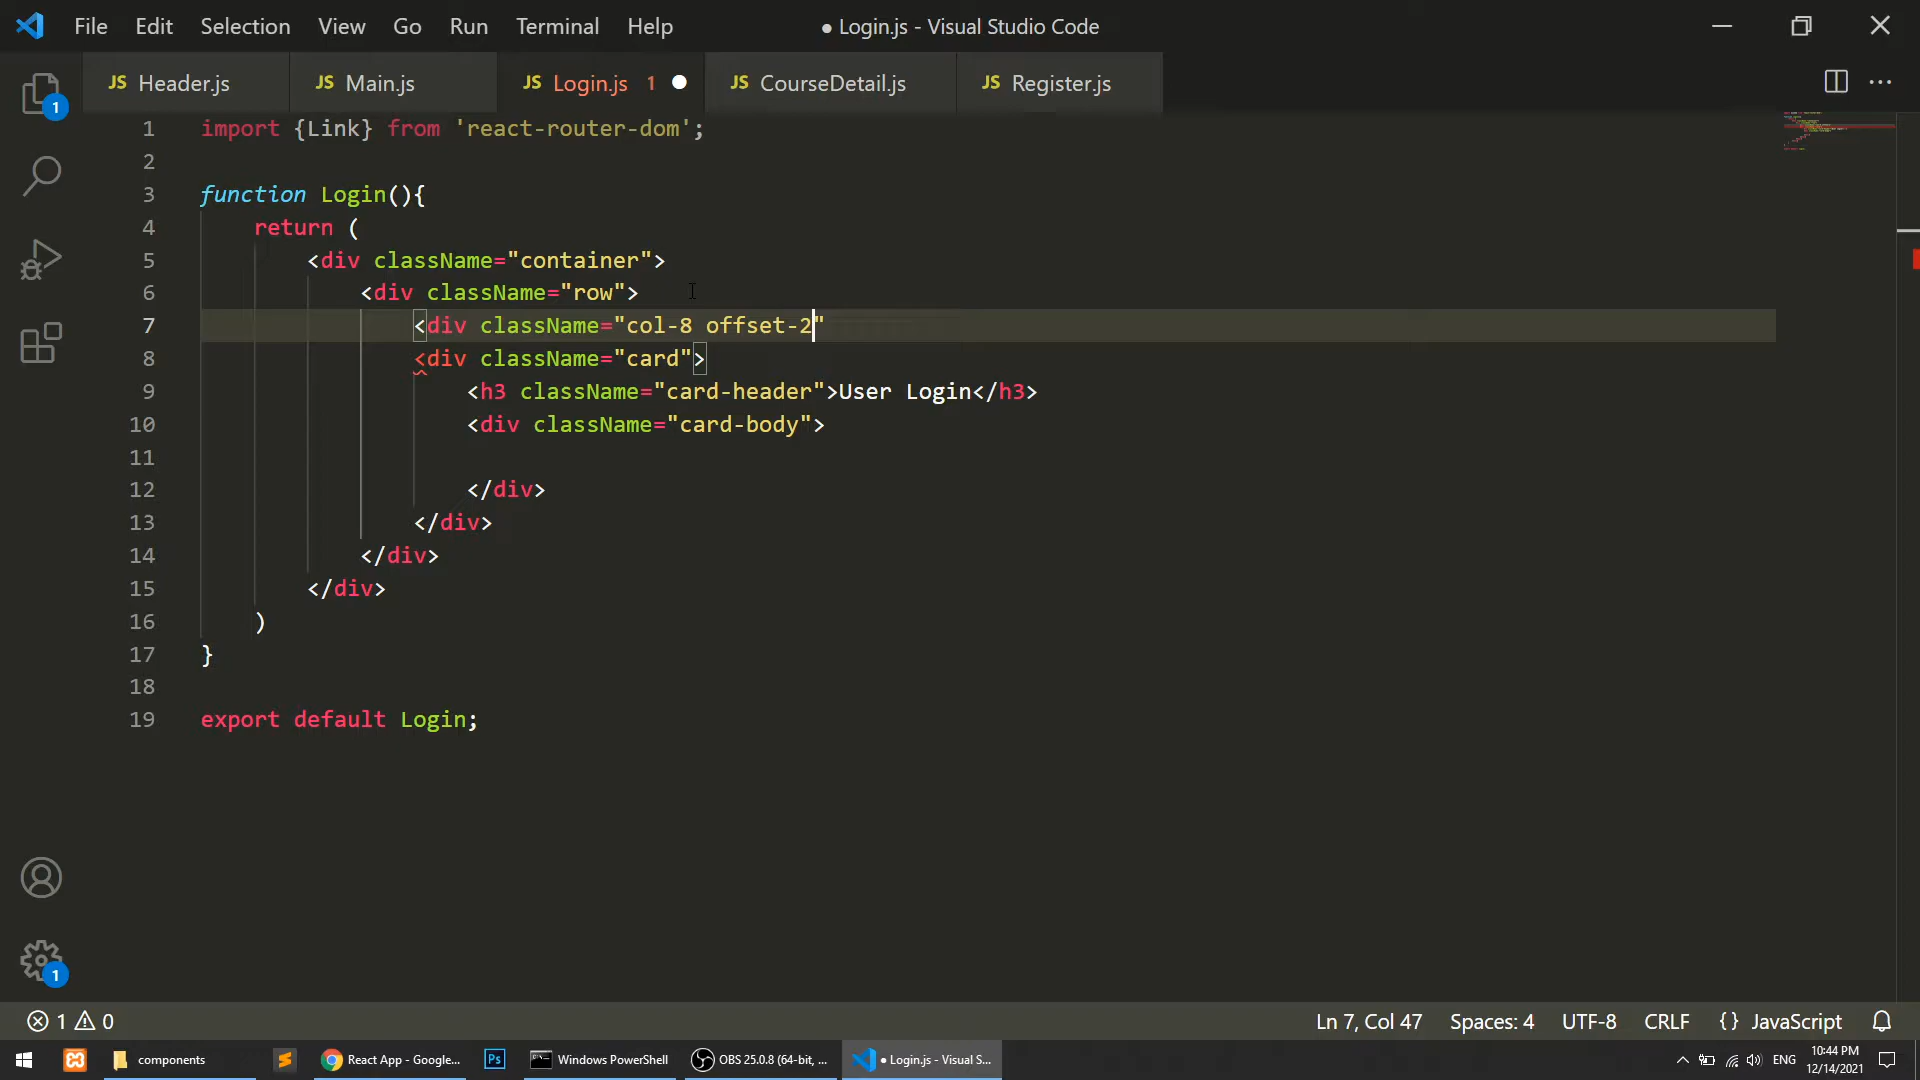 File Edit Selection View Go Run Terminal Help ● Login.js - Visual Studio Code
JS Header.js JS Main.js JS Login.js 1 JS CourseDetail.js JS Register.js
1 import {Link} from 'react-router-dom';
2
3 function Login(){
4 return (
5 <div className="container">
6 <div className="row">
7 <div className="col-8 offset-2"
8 <div className="card">
9 <h3 className="card-header">User Login</h3>
10 <div className="card-body">
11
12 </div>
13 </div>
14 </div>
15 </div>
16 )
17 }
18
19 export default Login;
1
1
1 0 Ln 7, Col 47 Spaces: 4 UTF-8 CRLF {} JavaScript
components React App - Google... Ps Windows PowerShell OBS 25.0.8 (64-bit, ... ● Login.js - Visual S... ENG 10:44 PM
12/14/2021